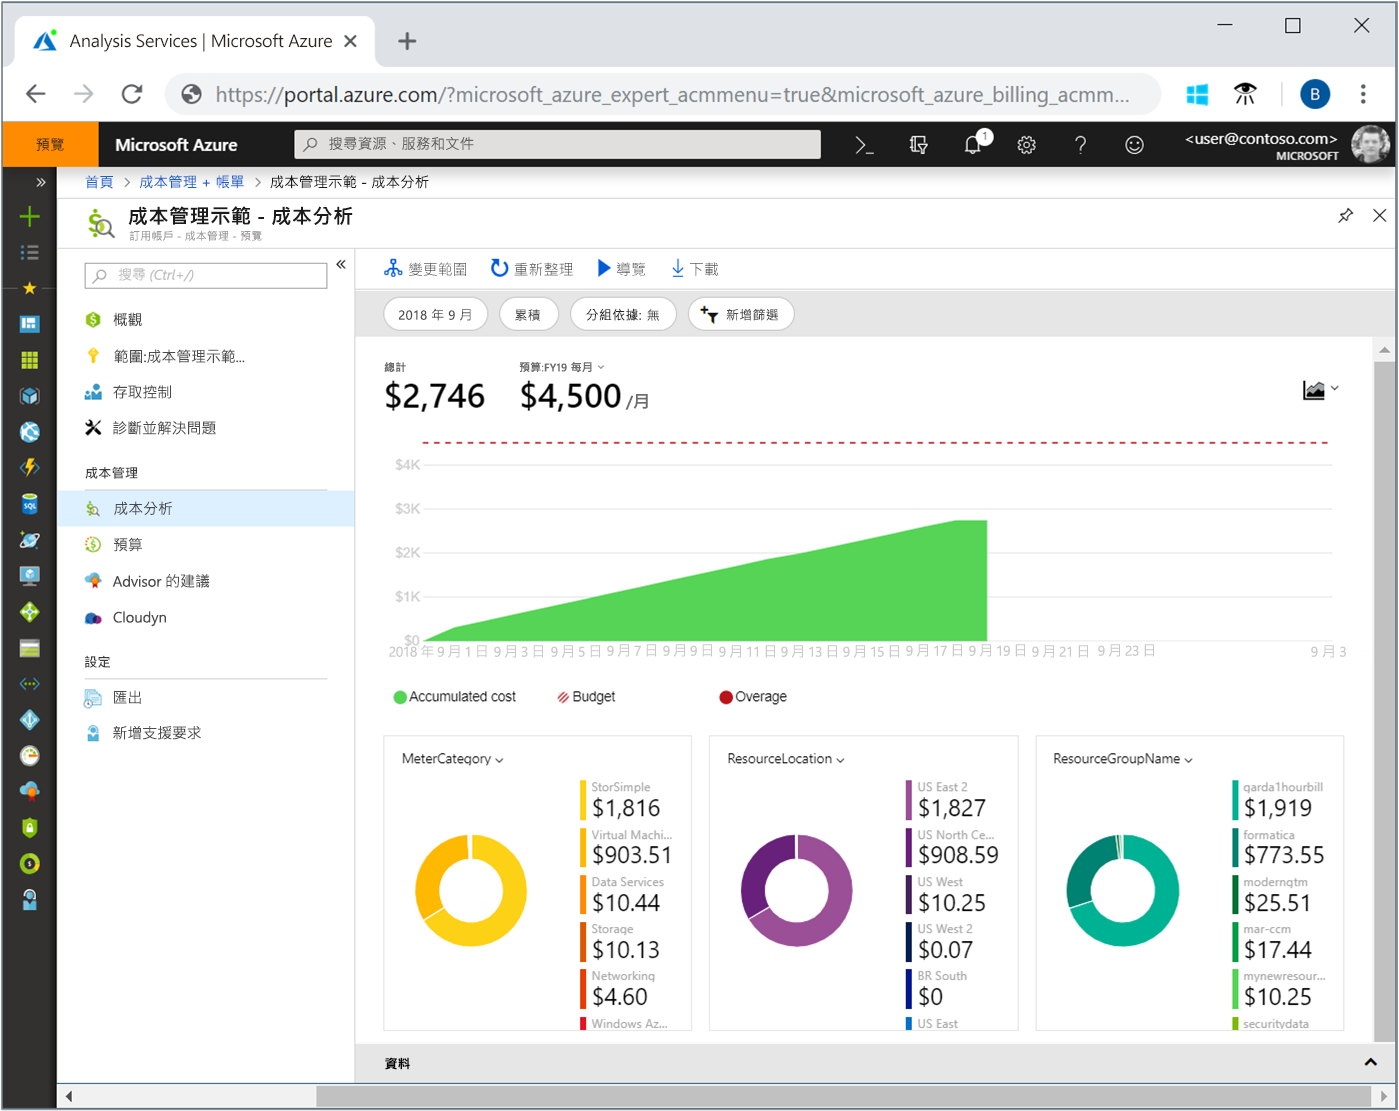 Analysis Services | Microsoft Azure
https://portal.azure.com/?microsoft_azure_expert_acmmenu=true&microsoft_azure_billing_acmm...
B
預覽
Microsoft Azure
搜尋資源、服務和文件
1
<user@contoso.com>
MICROSOFT
首頁 > 成本管理 + 帳單 > 成本管理示範 - 成本分析
成本管理示範 - 成本分析
訂用帳戶 - 成本管理 - 預覽
搜尋 (Ctrl+/)
概觀
範圍:成本管理示範...
存取控制
診斷並解決問題
成本管理
成本分析
預算
Advisor 的建議
Cloudyn
設定
匯出
新增支援要求
變更範圍
重新整理
導覽
下載
2018 年 9 月
累積
分組依據: 無
新增篩選
總計
$2,746
預算:FY19 每月
$4,500 /月
$4K
$3K
$2K
$1K
$0
2018 年 9 月 1 日 9 月 3 日 9 月 5 日 9 月 7 日 9 月 9 日 9 月 11 日 9 月 13 日 9 月 15 日 9 月 17 日 9 月 19 日 9 月 21 日 9 月 23 日 9 月 3
Accumulated cost
Budget
Overage
MeterCategory
StorSimple
$1,816
Virtual Machi...
$903.51
Data Services
$10.44
Storage
$10.13
Networking
$4.60
Windows Az...
ResourceLocation
US East 2
$1,827
US North Ce...
$908.59
US West
$10.25
US West 2
$0.07
BR South
$0
US East
ResourceGroupName
qarda1hourbill
$1,919
formatica
$773.55
modernqtm
$25.51
mar-ccm
$17.44
mynewresour...
$10.25
securitydata
資料